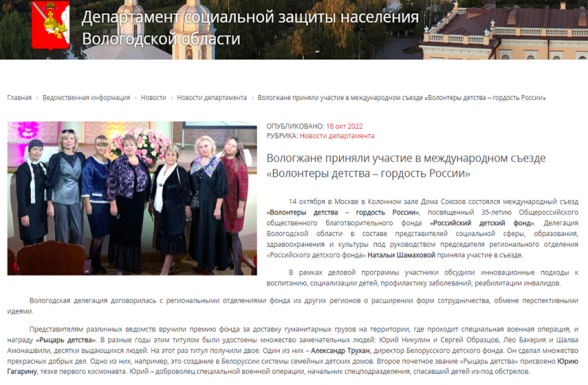 Департамент социальной защиты населения
Вологодской области
Главная › Ведомственная информация › Новости › Новости департамента › Вологжане приняли участие в международном съезде «Волонтеры детства – гордость России»
ОПУБЛИКОВАНО: 18 окт 2022
РУБРИКА: Новости департамента
Вологжане приняли участие в международном съезде
«Волонтеры детства – гордость России»
14 октября в Москве в Колонном зале Дома Союзов состоялся международный съезд
«Волонтеры детства – гордость России», посвященный 35-летию Общероссийского
общественного благотворительного фонда «Российский детский фонд». Делегация
Вологодской области в составе представителей социальной сферы, образования,
здравоохранения и культуры под руководством председателя регионального отделения
«Российского детского фонда» Натальи Шамаховой приняла участие в съезде.
В рамках деловой программы участники обсудили инновационные подходы к
воспитанию, социализации детей, профилактику заболеваний, реабилитации инвалидов.
Вологодская делегация договорилась с региональными отделениями фонда из других регионов о расширении форм сотрудничества, обмене перспективными
идеями.
Представителям различных ведомств вручили премию фонда за доставку гуманитарных грузов на территории, где проходит специальная военная операция, и
награду «Рыцарь детства». В разные годы этим титулом были удостоены множество замечательных людей: Юрий Никулин и Сергей Образцов, Лео Бакерия и Шалва
Амонашвили, десятки выдающихся людей. На этот раз титул получили двое. Один из них – Александр Трухан, директор Белорусского детского фонда. Он сделал множество
прекрасных добрых дел. Одно из них, например, это создание в Белоруссии системы семейных детских домов. Второе почетное звание «Рыцарь детства» присвоено Юрию
Гагарину, тезке первого космонавта. Юрий – доброволец специальной военной операции, начальник спецподразделения, спасавший детей из-под обстрелов.